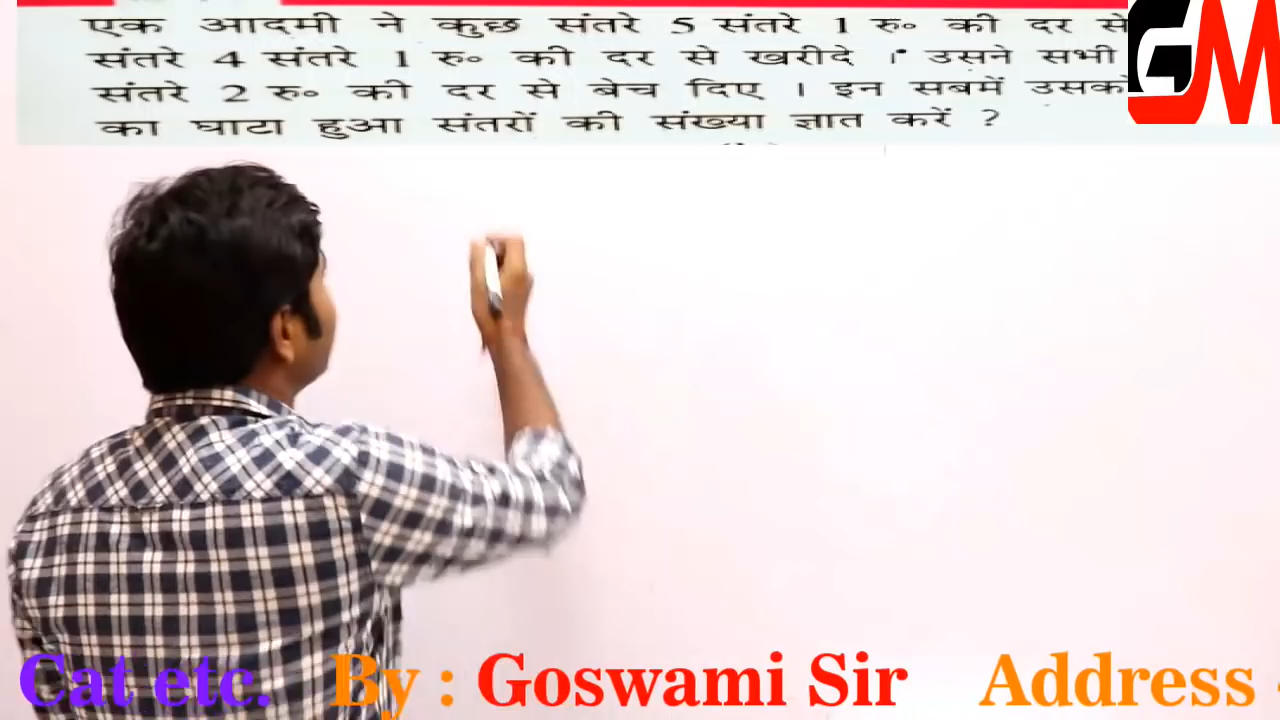 एक आदमी ने कुछ संतरे 5 संतरे 1 रु० की दर से
संतरे 4 संतरे 1 रु० की दर से खरीदे । उसने सभी
संतरे 2 रु० की दर से बेच दिए । इन सबमें उसको
का घाटा हुआ संतरों की संख्या ज्ञात करें ?
GM
Cat etc. By : Goswami Sir Address